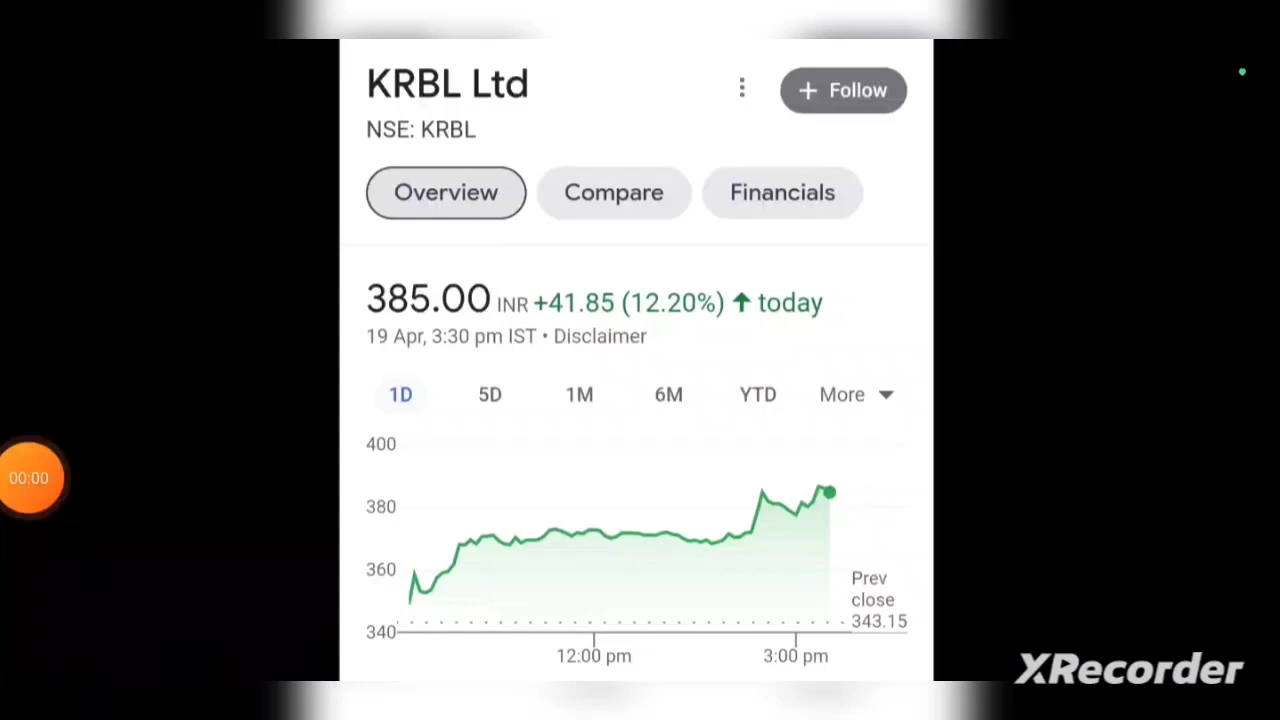 KRBL Ltd
+ Follow
NSE: KRBL
Overview Compare Financials
385.00 INR +41.85 (12.20%) ↑ today
19 Apr, 3:30 pm IST • Disclaimer
1D 5D 1M 6M YTD More
400
380
360
340
Prev
close
343.15
12:00 pm 3:00 pm
00:00
XRecorder